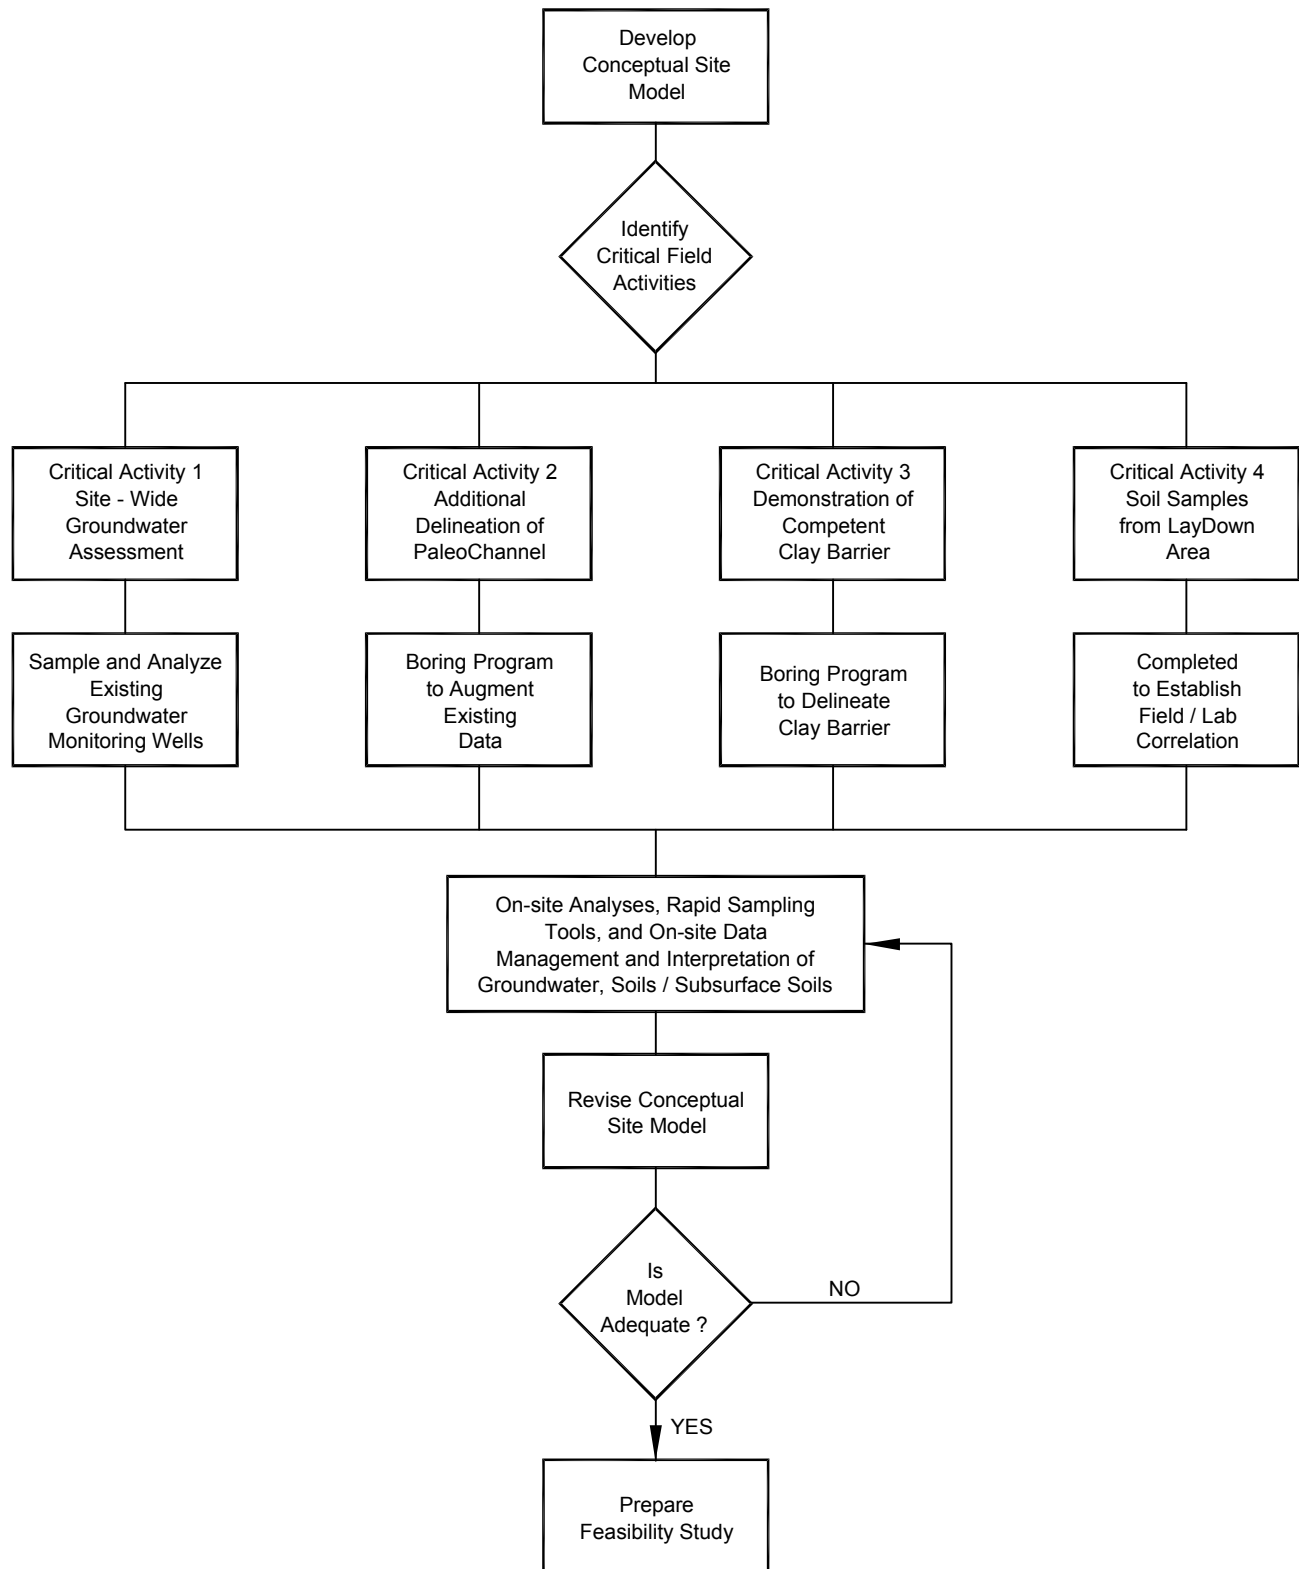 Develop
Conceptual Site
Model
Identify
Critical Field
Activities
Critical Activity 1
Site - Wide
Groundwater
Assessment
Critical Activity 2
Additional
Delineation of
PaleoChannel
Critical Activity 3
Demonstration of
Competent
Clay Barrier
Critical Activity 4
Soil Samples
from LayDown
Area
Sample and Analyze
Existing
Groundwater
Monitoring Wells
Boring Program
to Augment
Existing
Data
Boring Program
to Delineate
Clay Barrier
Completed
to Establish
Field / Lab
Correlation
On-site Analyses, Rapid Sampling
Tools, and On-site Data
Management and Interpretation of
Groundwater, Soils / Subsurface Soils
Revise Conceptual
Site Model
Is
Model
Adequate ?
NO
YES
Prepare
Feasibility Study